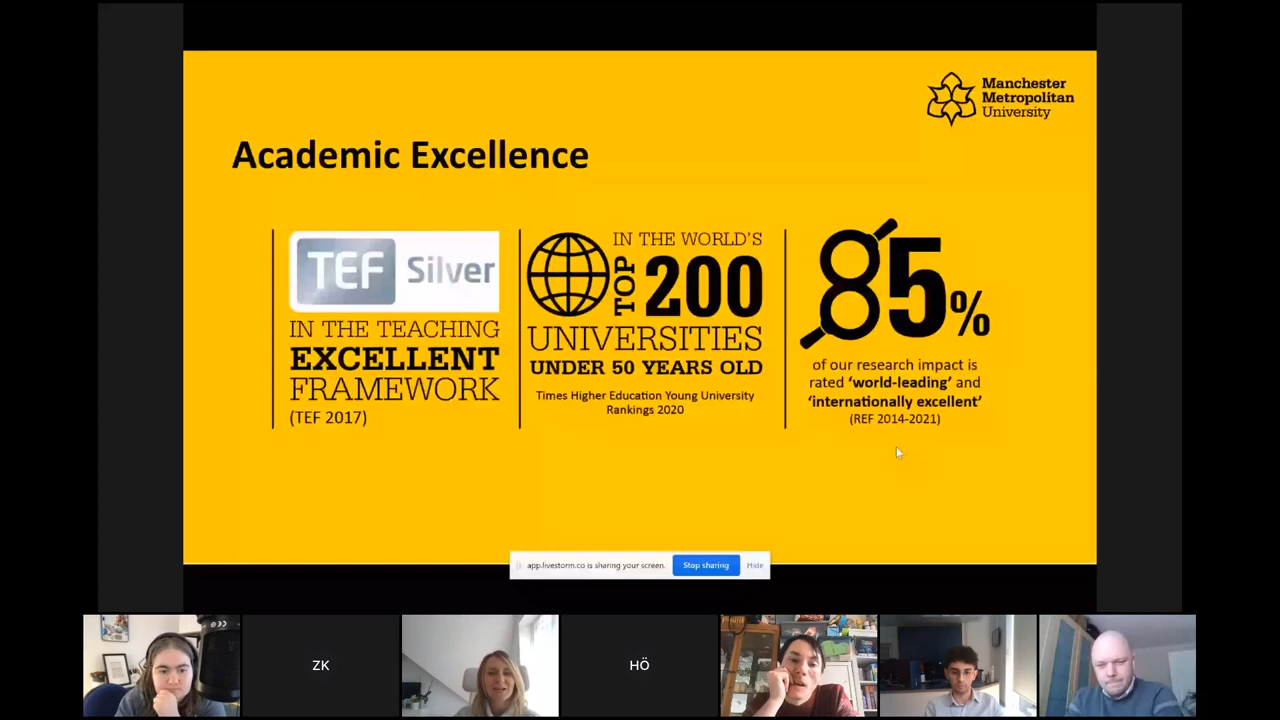 Manchester
Metropolitan
University
Academic Excellence
TEF Silver
IN THE TEACHING
EXCELLENT
FRAMEWORK
(TEF 2017)
IN THE WORLD'S
TOP 200
UNIVERSITIES
UNDER 50 YEARS OLD
Times Higher Education Young University
Rankings 2020
85%
of our research impact is
rated ‘world-leading’ and
‘internationally excellent’
(REF 2014-2021)
app.livestorm.co is sharing your screen.
Stop sharing
Hide
ZK
HÖ